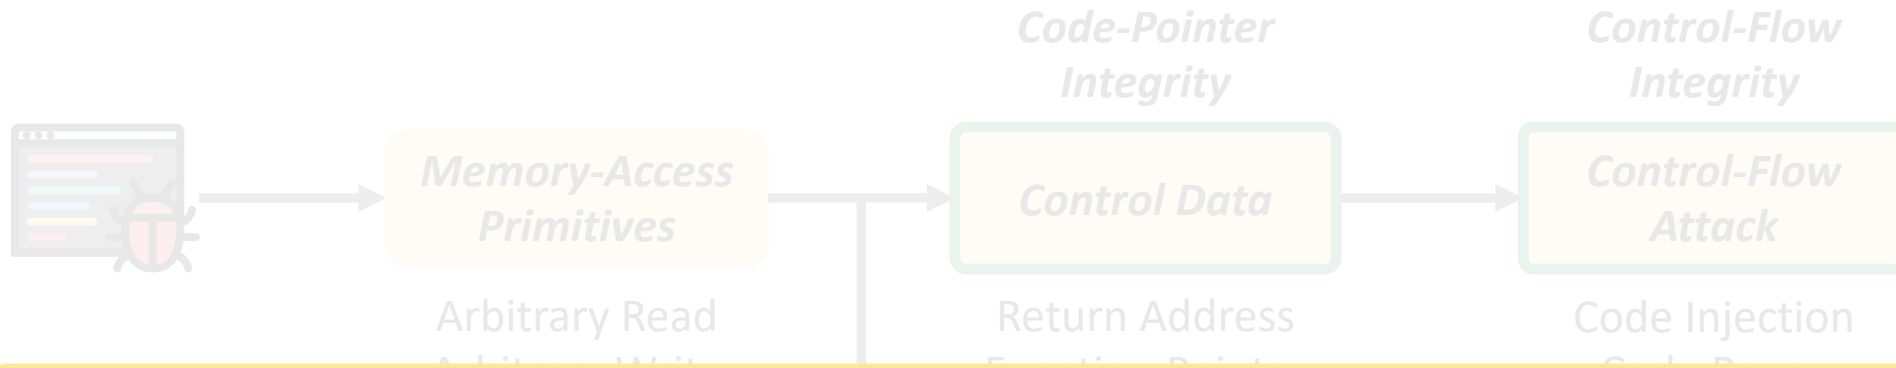 Code-Pointer
Integrity
Control-Flow
Integrity
Memory-Access
Primitives
Control Data
Control-Flow
Attack
Arbitrary Read
Return Address
Code Injection